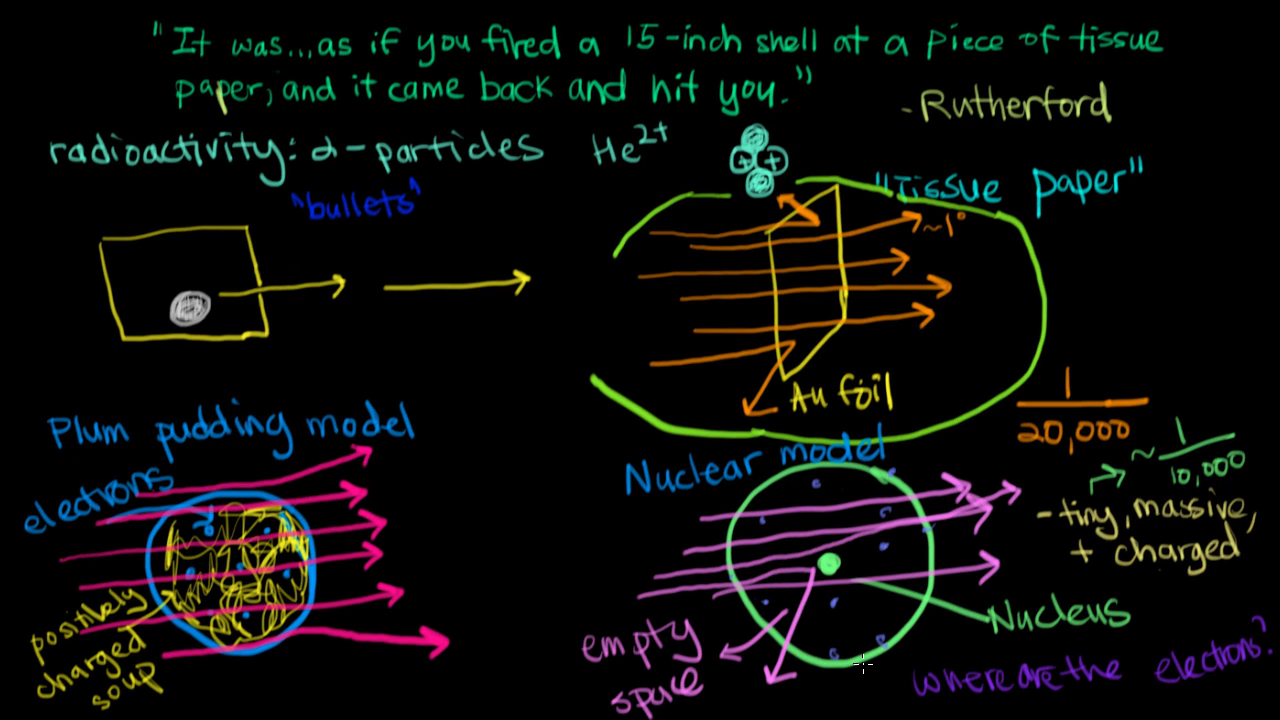 "It was...as if you fired a 15-inch shell at a piece of tissue
paper, and it came back and hit you."
-Rutherford
radioactivity: α-particles He²⁺
+ +
"bullets"
"Tissue paper"
~1°
Au foil
1
20,000
Plum pudding model
electrons
positively
charged
soup
Nuclear model
~ 1
10,000
- tiny, massive,
+ charged
Nucleus
empty
space
where are the electrons?